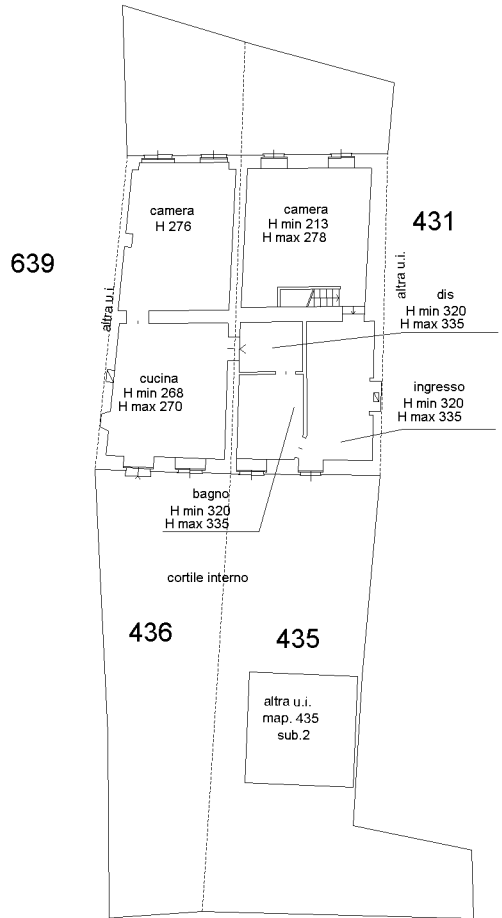 camera
H 276
camera
H min 213
H max 278
431
639
altra u.i.
altra u.i.
dis
H min 320
H max 335
cucina
H min 268
H max 270
ingresso
H min 320
H max 335
bagno
H min 320
H max 335
cortile interno
436
435
altra u.i.
map. 435
sub.2